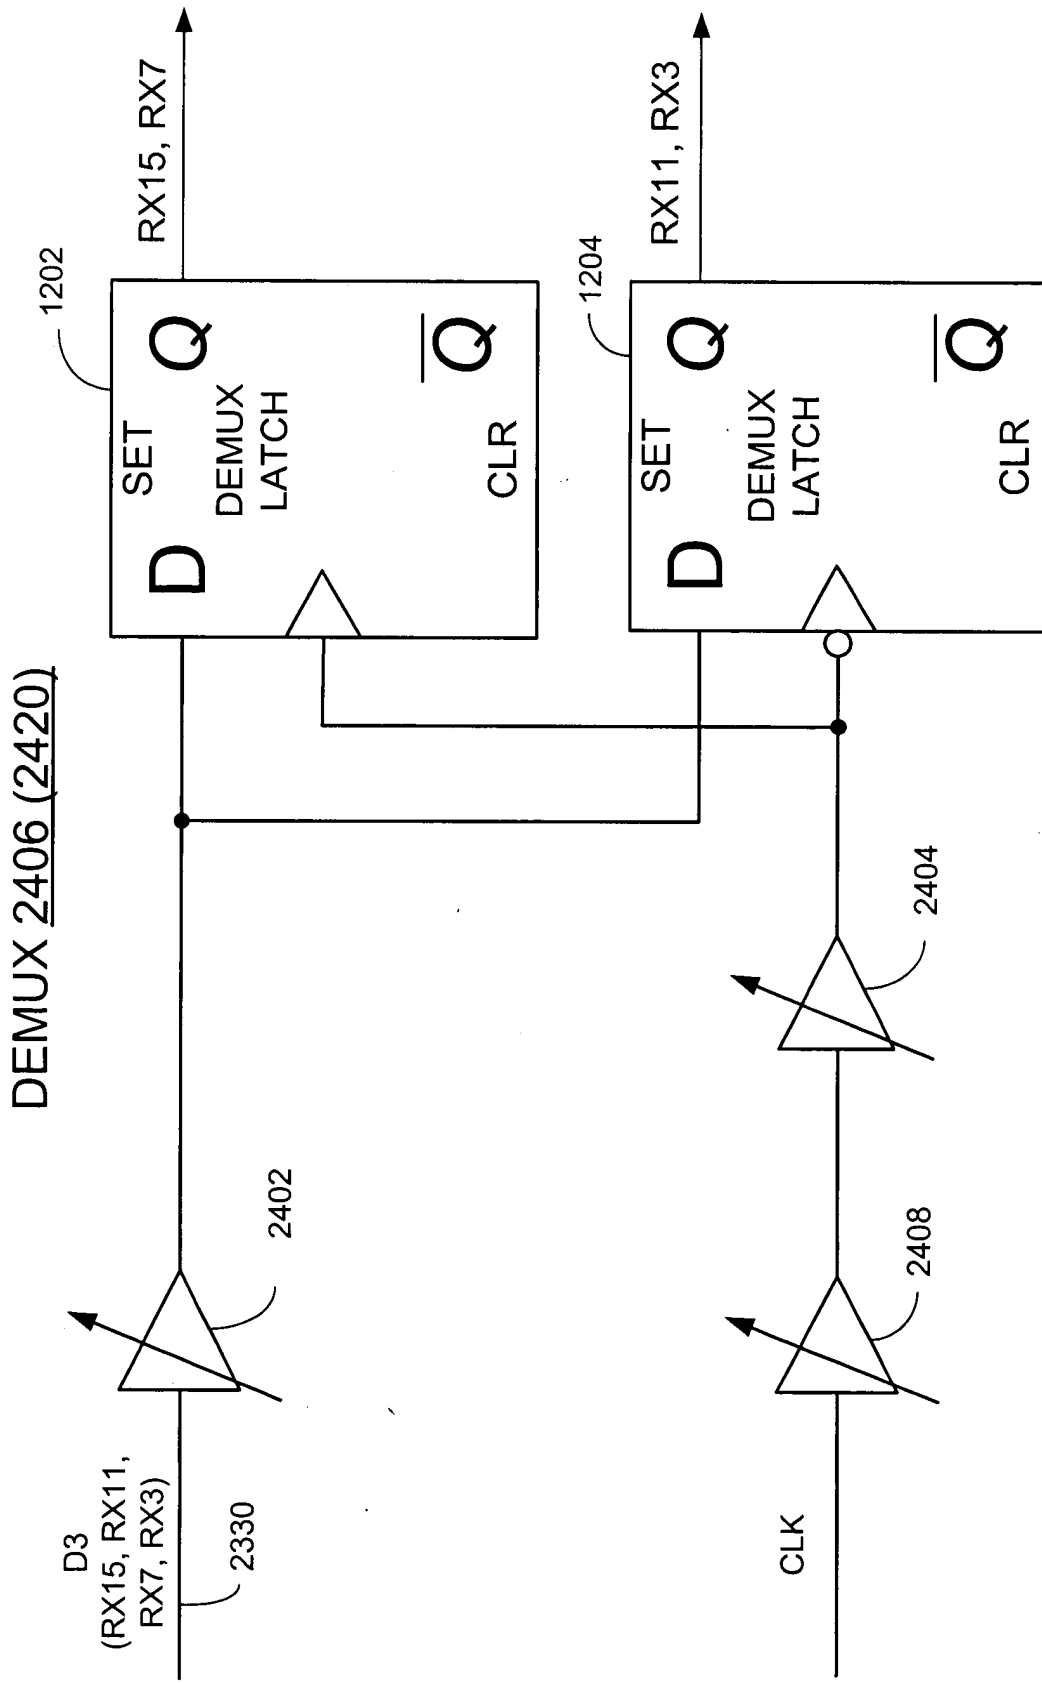 DEMUX 2406 (2420)
D3
(RX15, RX11,
RX7, RX3)
2330
2402
1202
SET
D
Q
DEMUX
LATCH
Q
CLR
RX15, RX7
CLK
2408
2404
1204
SET
D
Q
DEMUX
LATCH
Q
CLR
RX11, RX3